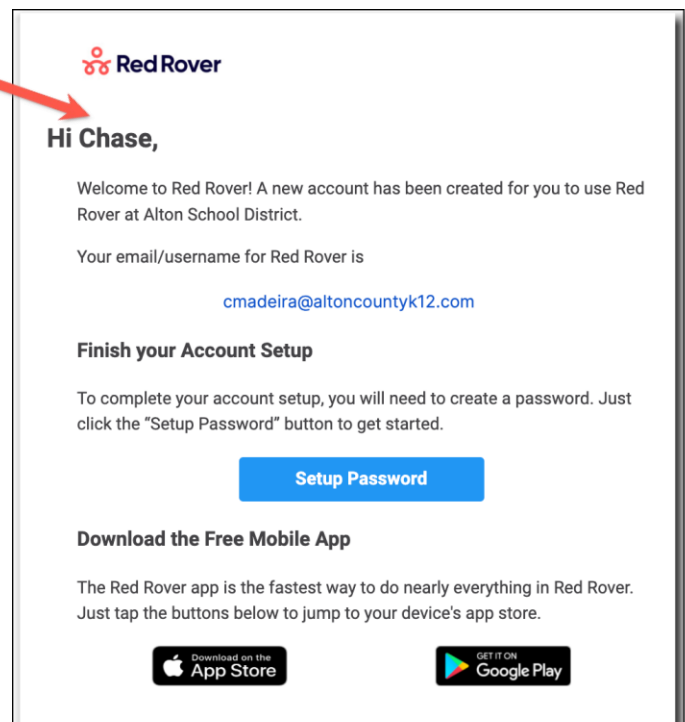 Red Rover
Hi Chase,
Welcome to Red Rover! A new account has been created for you to use Red
Rover at Alton School District.
Your email/username for Red Rover is
cmadeira@altoncountyk12.com
Finish your Account Setup
To complete your account setup, you will need to create a password. Just
click the “Setup Password” button to get started.
Setup Password
Download the Free Mobile App
The Red Rover app is the fastest way to do nearly everything in Red Rover.
Just tap the buttons below to jump to your device's app store.
Download on the
App Store
GET IT ON
Google Play